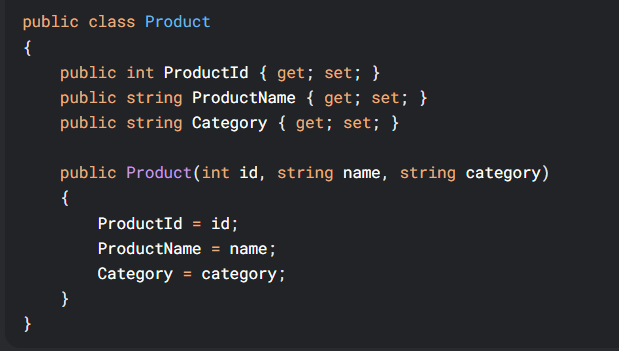 public class Product
{
    public int ProductId { get; set; }
    public string ProductName { get; set; }
    public string Category { get; set; }

    public Product(int id, string name, string category)
    {
        ProductId = id;
        ProductName = name;
        Category = category;
    }
}